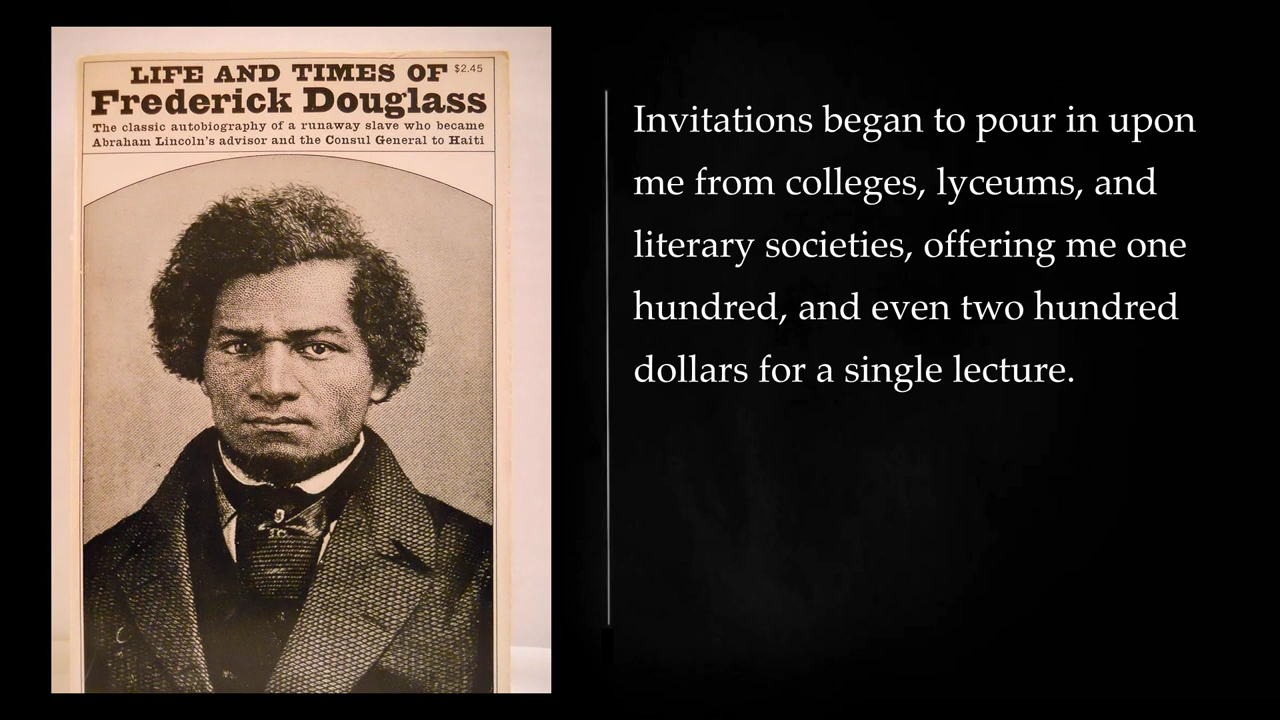 LIFE AND TIMES OF $2.45
Frederick Douglass
The classic autobiography of a runaway slave who became
Abraham Lincoln's advisor and the Consul General to Haiti
Invitations began to pour in upon
me from colleges, lyceums, and
literary societies, offering me one
hundred, and even two hundred
dollars for a single lecture.